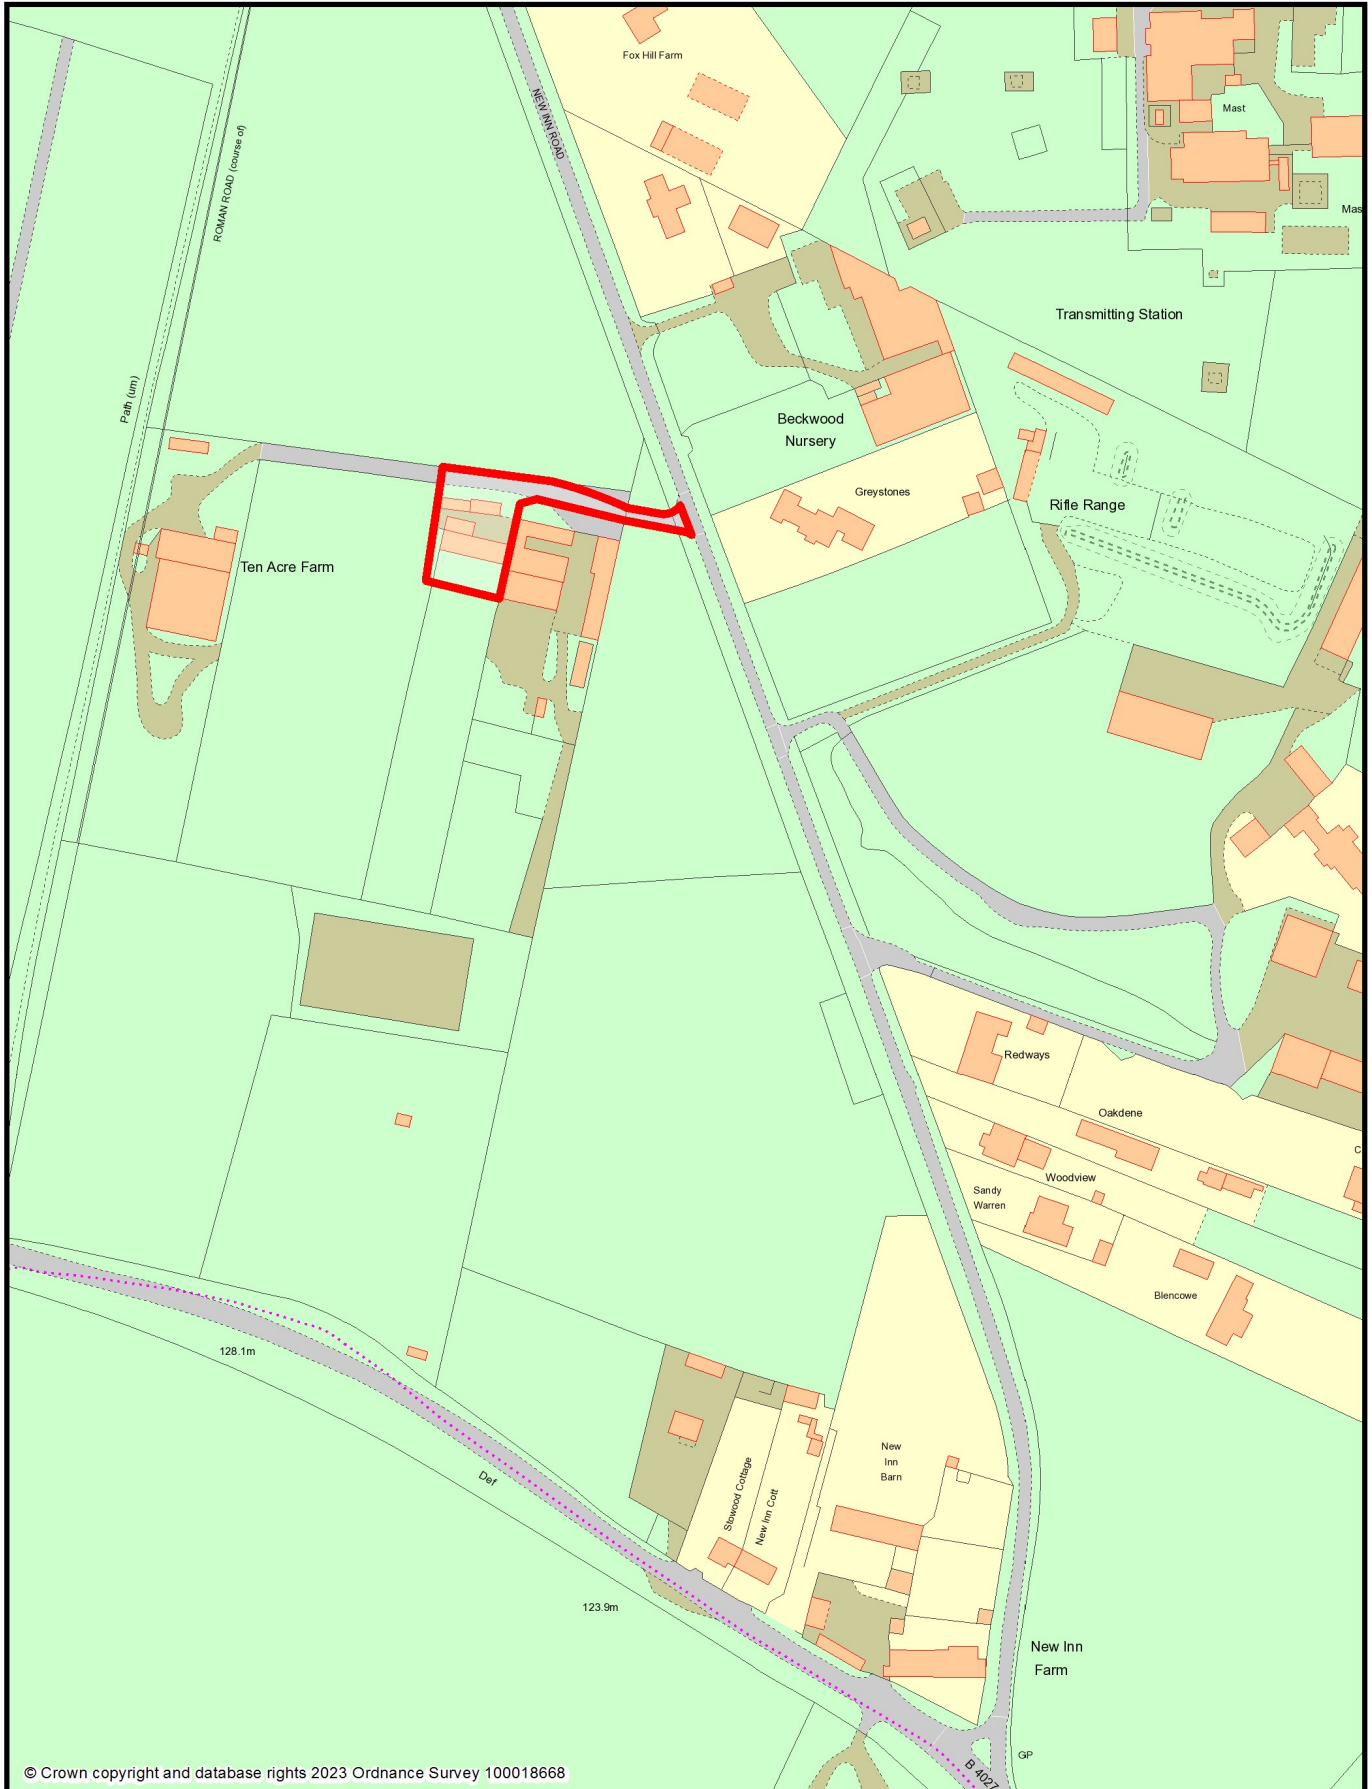 Fox Hill Farm
NEW INN ROAD
Mast
Mas
ROMAN ROAD (course of)
Transmitting Station
Path (um)
Beckwood
Nursery
Greystones
Rifle Range
Ten Acre Farm
Redways
Oakdene
C
Woodview
Sandy
Warren
Blencowe
128.1m
Def
New
Inn
Barn
Stowood Cottage
New Inn Cott
123.9m
New Inn
Farm
GP
B 4027
© Crown copyright and database rights 2023 Ordnance Survey 100018668